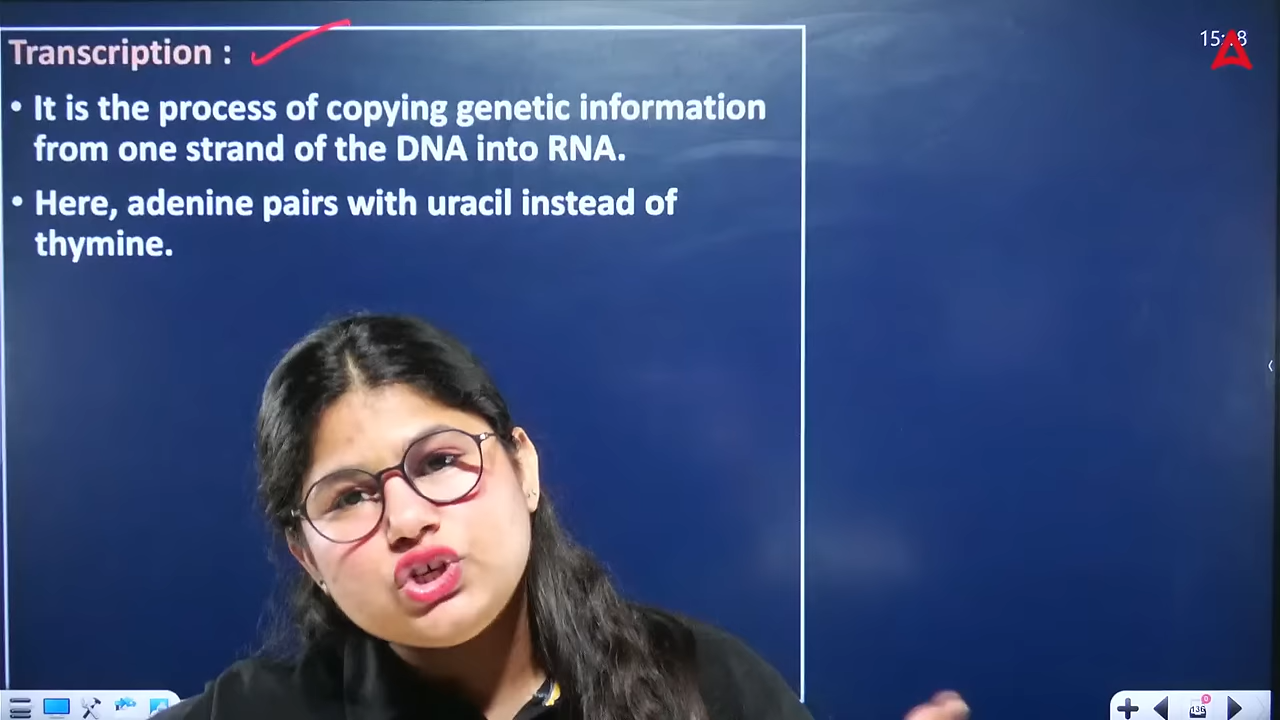 Transcription :
• It is the process of copying genetic information
from one strand of the DNA into RNA.
• Here, adenine pairs with uracil instead of
thymine.
136